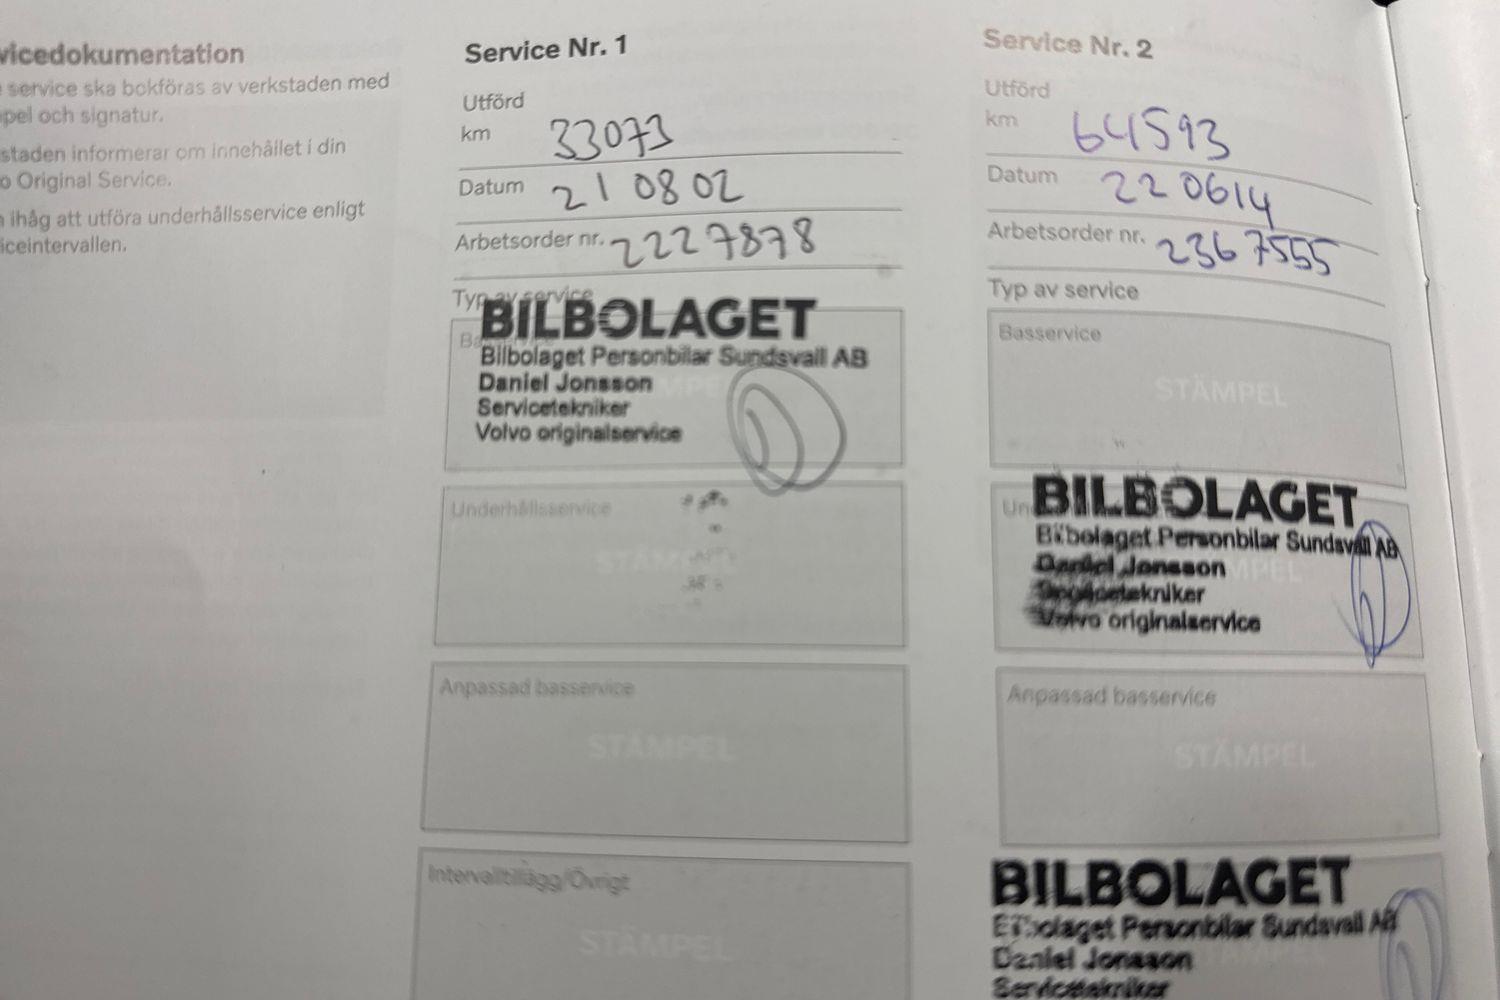 vicedokumentation
service ska bokföras av verkstaden med
pel och signatur.
staden informerar om innehållet i din
o Original Service.
ihåg att utföra underhållsservice enligt
iceintervallen.
Service Nr. 1
Utförd
km 33073
Datum 210802
Arbetsorder nr. 2227878
Typ av service
BILBOLAGET
Bilbolaget Personbilar Sundsvall AB
Daniel Jonsson
Servicetekniker
Volvo originalservice
Underhållsservice
STÄMPEL
Anpassad basservice
STÄMPEL
Intervalltillägg/Övrigt
STÄMPEL
Service Nr. 2
Utförd
km 64593
Datum 220614
Arbetsorder nr. 2367555
Typ av service
Basservice
STÄMPEL
BILBOLAGET
Bilbolaget Personbilar Sundsvall AB
Daniel Jonsson
Servicetekniker
Volvo originalservice
Anpassad basservice
STÄMPEL
BILBOLAGET
Bilbolaget Personbilar Sundsvall AB
Daniel Jonsson
Servicetekniker